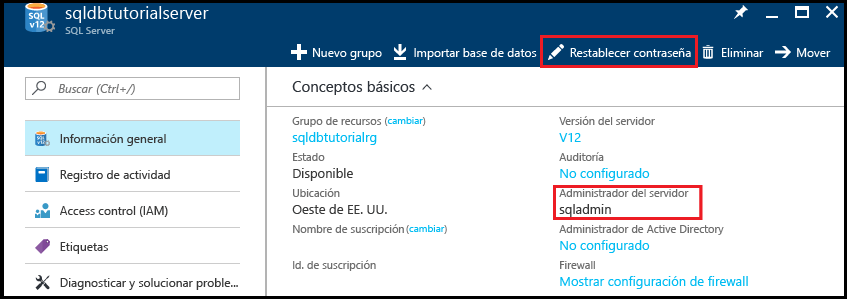 SQL
v12
sqldbtutorialserver
SQL Server
Nuevo grupo
Importar base de datos
Restablecer contraseña
Eliminar
Mover
Buscar (Ctrl+/)
Información general
Registro de actividad
Access control (IAM)
Etiquetas
Diagnosticar y solucionar proble...
Conceptos básicos
Grupo de recursos (cambiar)
sqldbtutorialrg
Estado
Disponible
Ubicación
Oeste de EE. UU.
Nombre de suscripción (cambiar)
Id. de suscripción
Versión del servidor
V12
Auditoría
No configurado
Administrador del servidor
sqladmin
Administrador de Active Directory
No configurado
Firewall
Mostrar configuración de firewall